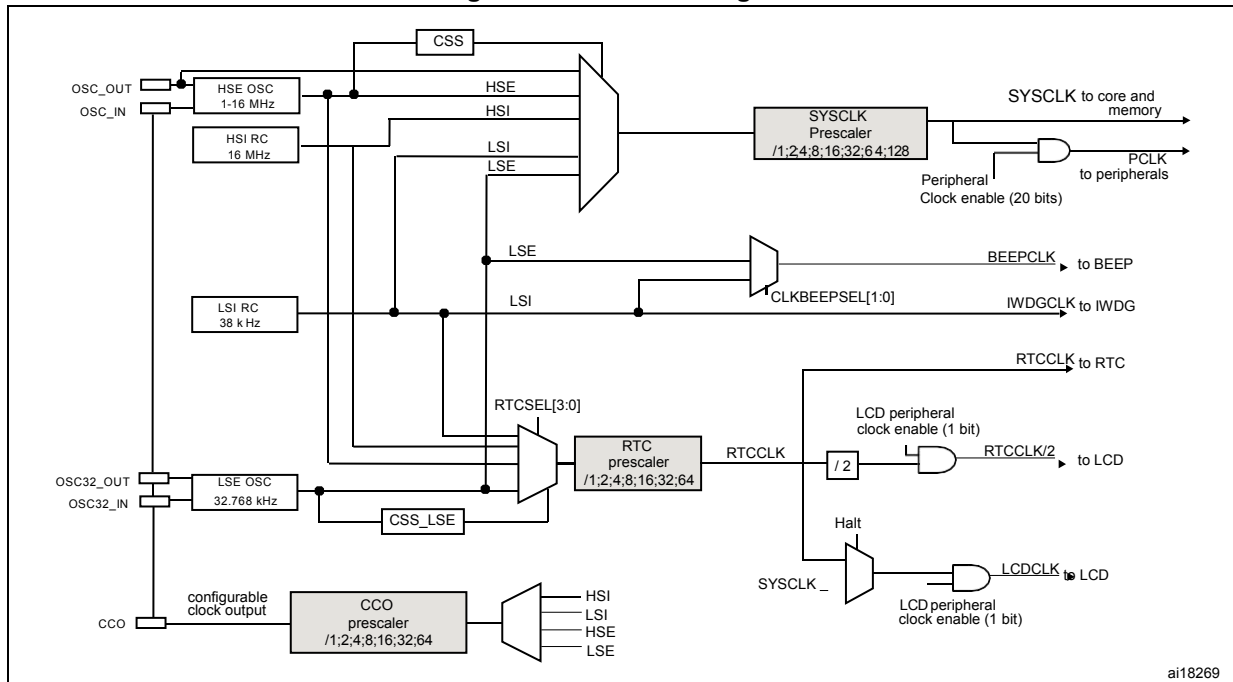 CSS
OSC_OUT
OSC_IN
HSE OSC
1-16 MHz
HSE
HSI
HSI RC
16 MHz
LSI
LSE
SYSCLK
Prescaler
/1;2;4;8;16;32;64;128
SYSCLK to core and
memory
PCLK
to peripherals
Peripheral
Clock enable (20 bits)
LSE
BEEPCLK to BEEP
CLKBEEPSEL[1:0]
LSI RC
38 kHz
LSI
IWDGCLK to IWDG
RTCCLK to RTC
RTCSEL[3:0]
LCD peripheral
clock enable (1 bit)
RTC
prescaler
/1;2;4;8;16;32;64
RTCCLK
/ 2
RTCCLK/2 to LCD
OSC32_OUT
OSC32_IN
LSE OSC
32.768 kHz
CSS_LSE
Halt
SYSCLK
LCDCLK to LCD
LCD peripheral
clock enable (1 bit)
CCO
configurable
clock output
CCO
prescaler
/1;2;4;8;16;32;64
HSI
LSI
HSE
LSE
ai18269